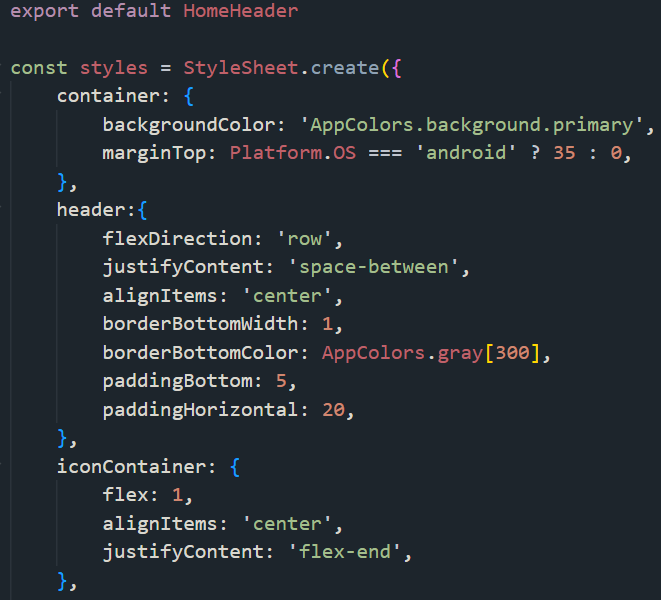 export default HomeHeader
const styles = StyleSheet.create({
container: {
backgroundColor: 'AppColors.background.primary',
marginTop: Platform.OS === 'android' ? 35 : 0,
},
header:{
flexDirection: 'row',
justifyContent: 'space-between',
alignItems: 'center',
borderBottomWidth: 1,
borderBottomColor: AppColors.gray[300],
paddingBottom: 5,
paddingHorizontal: 20,
},
iconContainer: {
flex: 1,
alignItems: 'center',
justifyContent: 'flex-end',
},